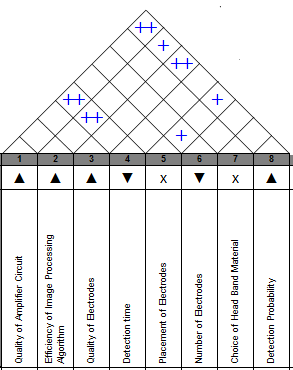 ++
+
++
++
+
++
+
1 2 3 4 5 6 7 8
▲ ▲ ▲ ▼ x ▼ x ▲
Quality of Amplifier Circuit
Efficiency of Image Processing
Algorithm
Quality of Electrodes
Detection time
Placement of Electrodes
Number of Electrodes
Choice of Head Band Material
Detection Probability